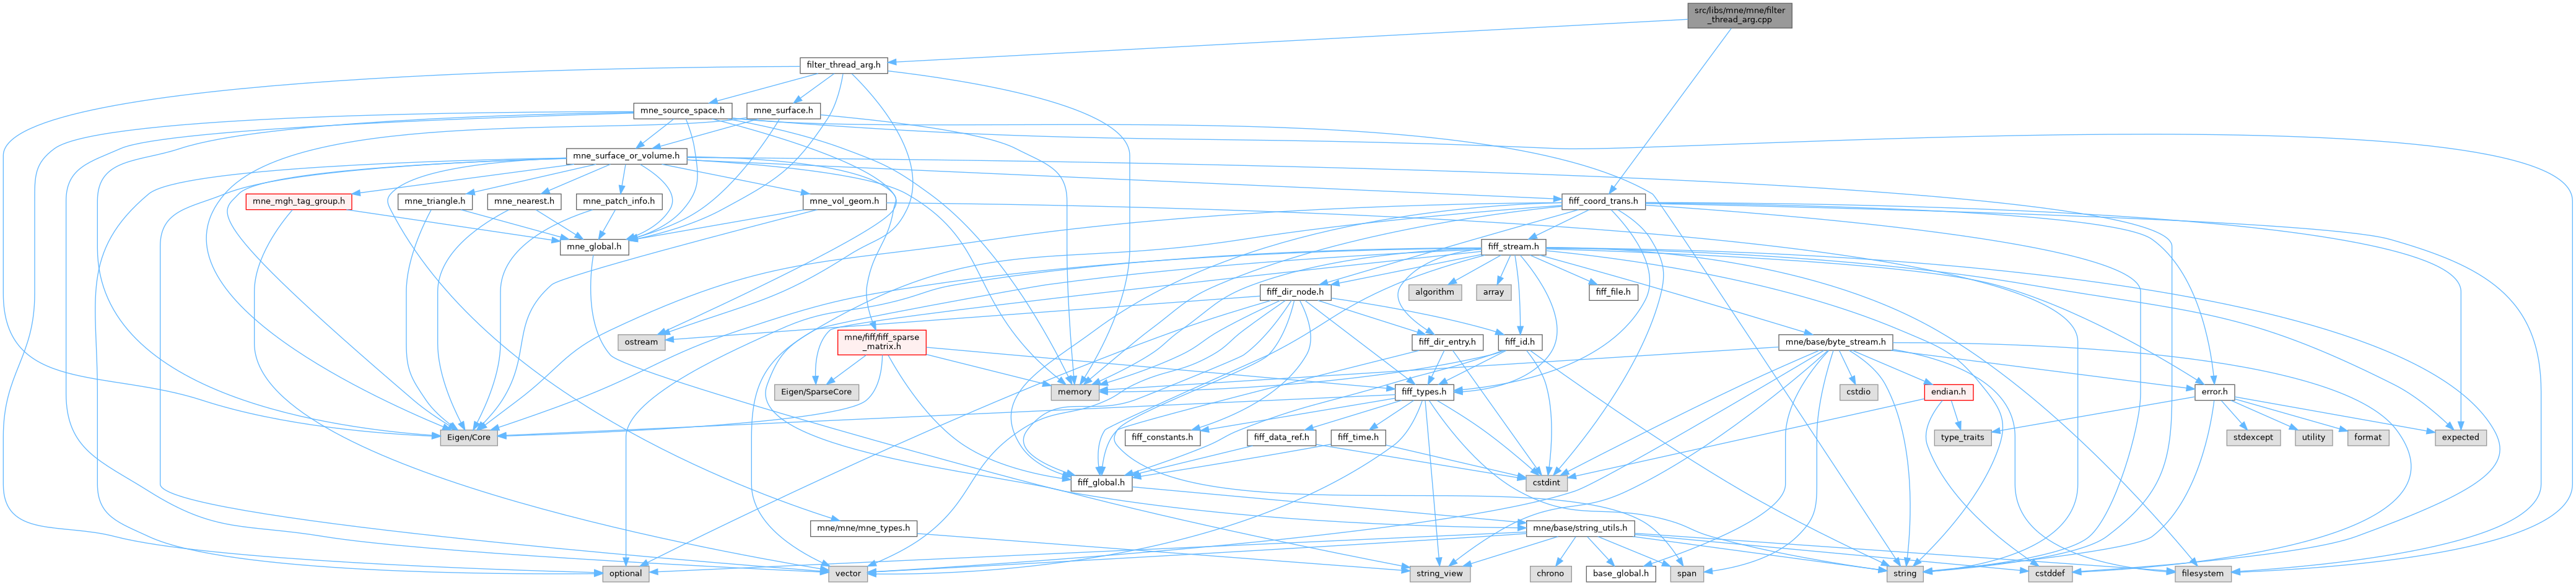 src/libs/mne/mne/filter
_thread_arg.cpp
filter_thread_arg.h
mne_source_space.h
mne_surface.h
mne_surface_or_volume.h
mne_mgh_tag_group.h
mne_triangle.h
mne_nearest.h
mne_patch_info.h
mne_vol_geom.h
fiff_coord_trans.h
mne_global.h
fiff_stream.h
fiff_dir_node.h
algorithm
array
fiff_file.h
ostream
mne/fiff/fiff_sparse
_matrix.h
fiff_dir_entry.h
fiff_id.h
mne/base/byte_stream.h
Eigen/SparseCore
memory
fiff_types.h
cstdio
endian.h
error.h
Eigen/Core
fiff_constants.h
fiff_data_ref.h
fiff_time.h
type_traits
stdexcept
utility
format
expected
fiff_global.h
cstdint
mne/mne/mne_types.h
mne/base/string_utils.h
optional
vector
string_view
chrono
base_global.h
span
string
cstddef
filesystem